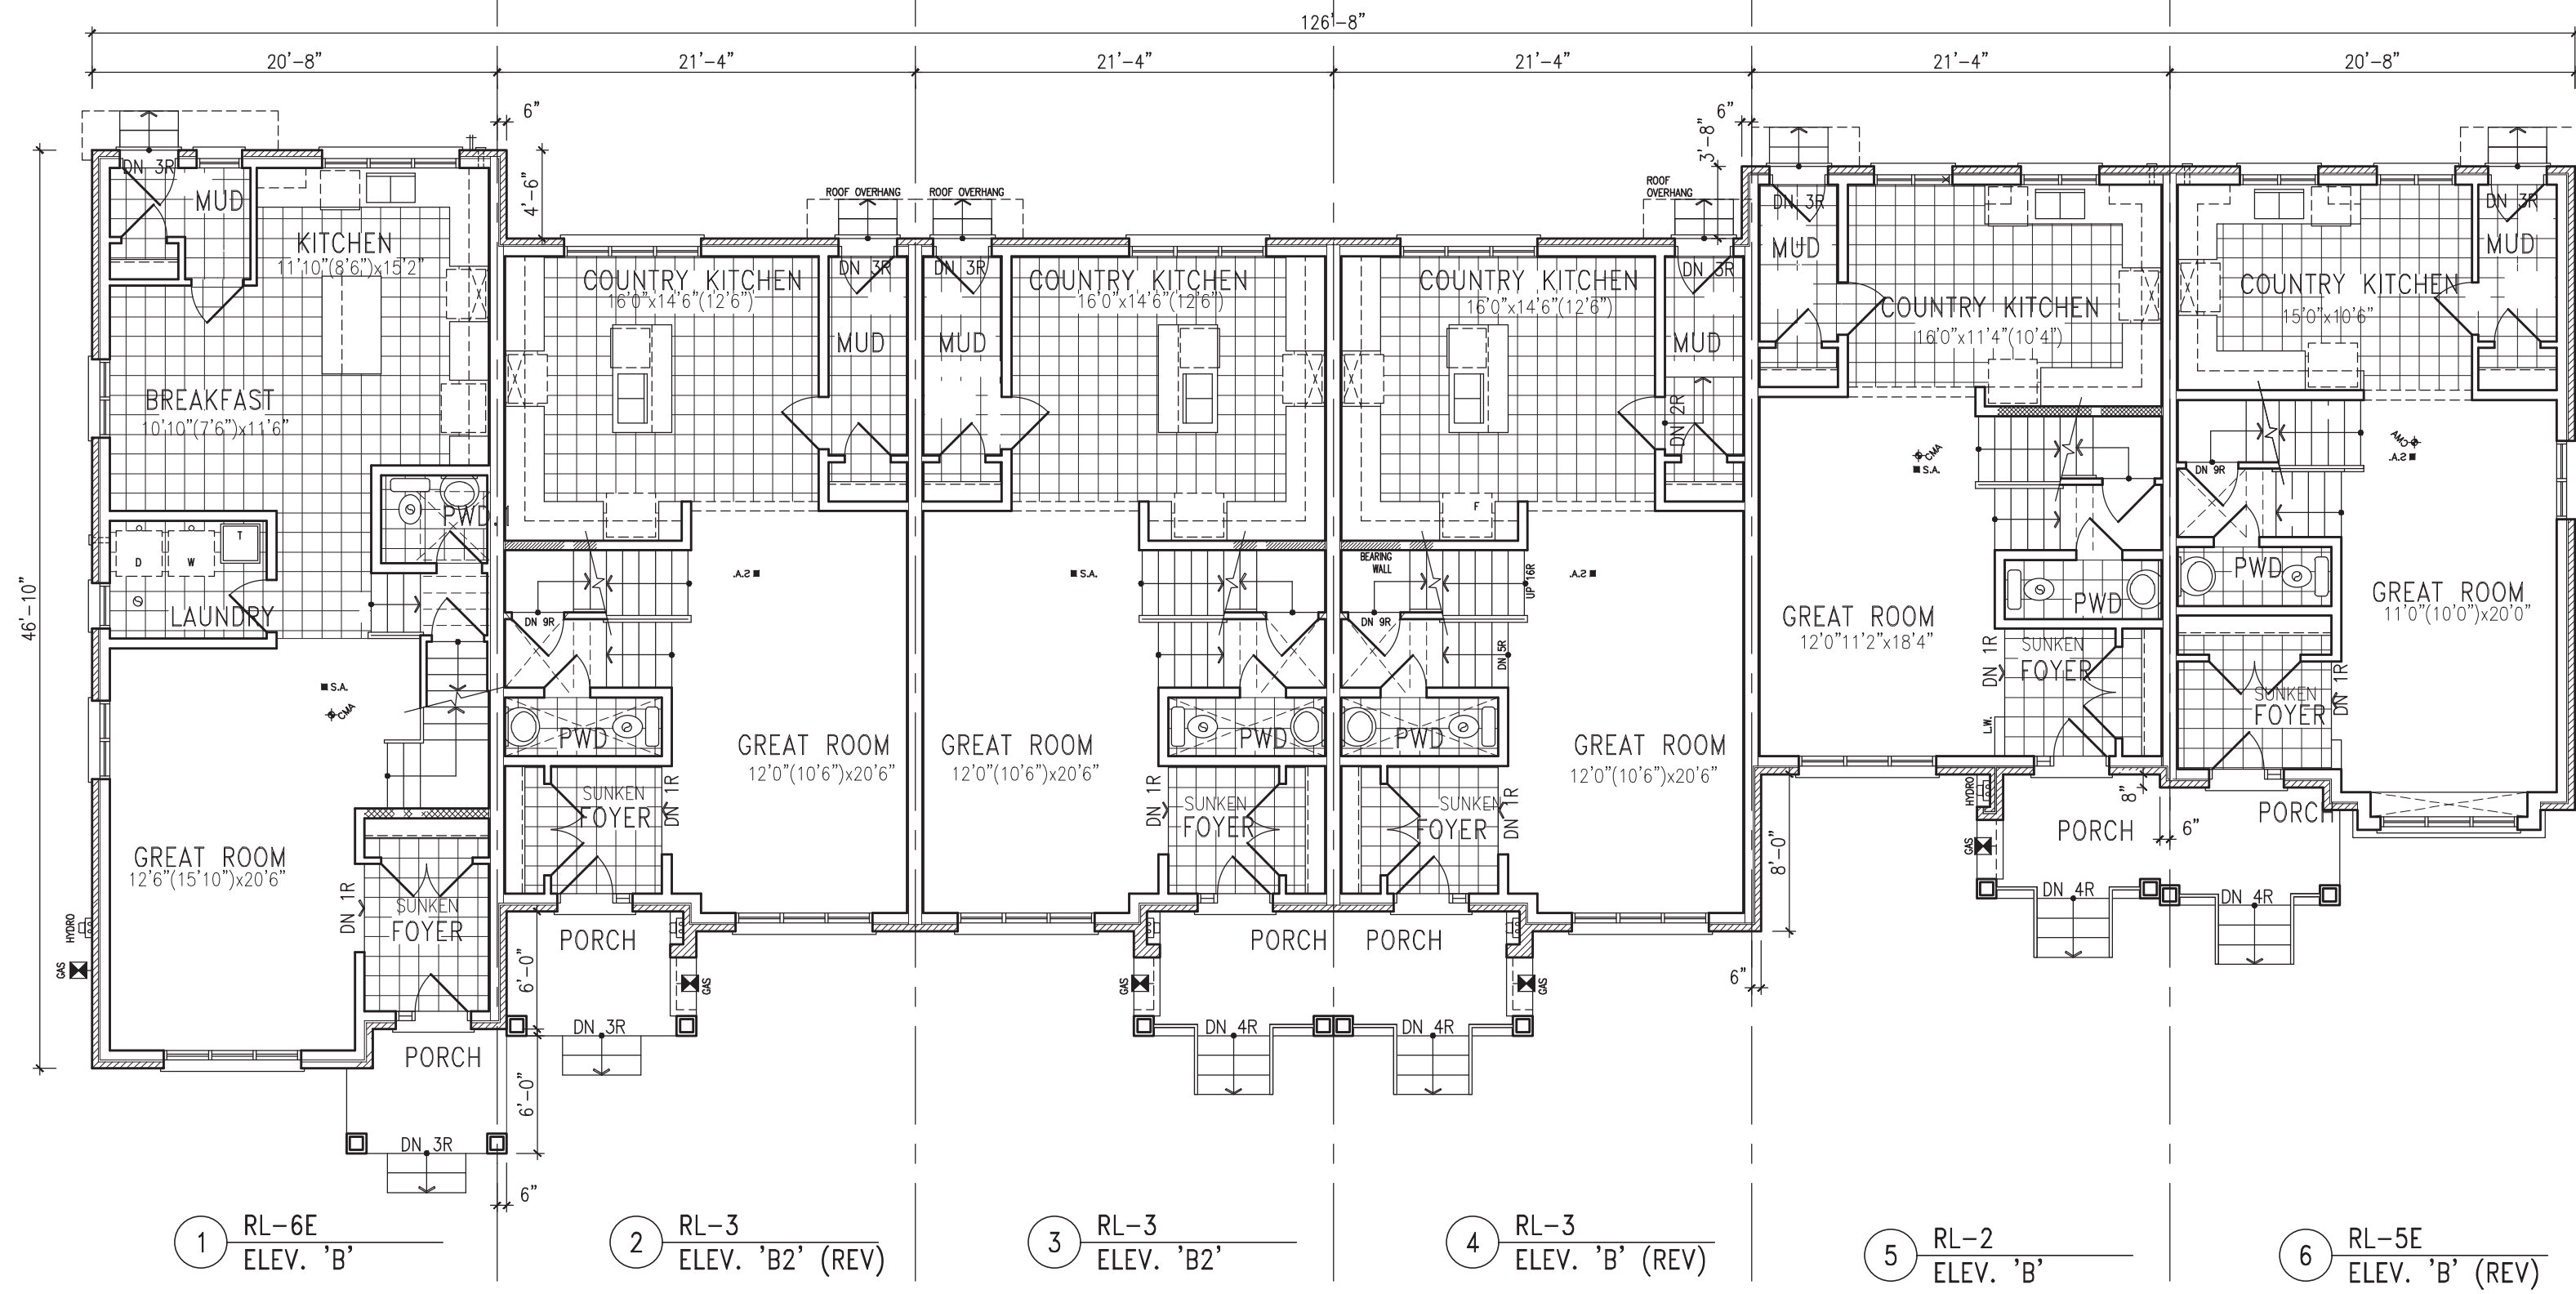 126'-8"
20'-8"
21'-4"
21'-4"
21'-4"
21'-4"
20'-8"
6"
6"
4'-6"
3'-8"
46'-10"
DN 3R
MUD
KITCHEN
11'10"(8'6")x15'2"
BREAKFAST
10'10"(7'6")x11'6"
PWD.
D
W
T
LAUNDRY
S.A.
CMA
GREAT ROOM
12'6"(15'10")x20'6"
DN 1R
SUNKEN
FOYER
HYDRO
GAS
PORCH
DN 3R
6"
6'-0"
6'-0"
ROOF OVERHANG
DN 3R
COUNTRY KITCHEN
16'0"x14'6"(12'6")
MUD
S.A.
DN 9R
PWD
GREAT ROOM
12'0"(10'6")x20'6"
SUNKEN
FOYER
DN 1R
PORCH
GAS
DN 3R
ROOF OVERHANG
DN 3R
COUNTRY KITCHEN
16'0"x14'6"(12'6")
MUD
S.A.
PWD
GREAT ROOM
12'0"(10'6")x20'6"
DN 1R
SUNKEN
FOYER
PORCH
GAS
DN 4R
ROOF
OVERHANG
DN 3R
COUNTRY KITCHEN
16'0"x14'6"(12'6")
MUD
DN 2R
F
BEARING
WALL
UP 16R
S.A.
DN 9R
DN 5R
PWD
GREAT ROOM
12'0"(10'6")x20'6"
SUNKEN
FOYER
DN 1R
PORCH
GAS
DN 4R
6"
8'-0"
DN 3R
MUD
COUNTRY KITCHEN
16'0"x11'4"(10'4")
CMA
S.A.
GREAT ROOM
12'0"11'2"x18'4"
PWD
DN 1R
SUNKEN
FOYER
L.W.
HYDRO
GAS
8"
6"
PORCH
DN 4R
DN 3R
MUD
COUNTRY KITCHEN
15'0"x10'6"
CMA
S.A.
DN 9R
PWD
GREAT ROOM
11'0"(10'0")x20'0"
SUNKEN
FOYER
DN 1R
PORCH
DN 4R
1
RL-6E
ELEV. 'B'
2
RL-3
ELEV. 'B2' (REV)
3
RL-3
ELEV. 'B2'
4
RL-3
ELEV. 'B' (REV)
5
RL-2
ELEV. 'B'
6
RL-5E
ELEV. 'B' (REV)